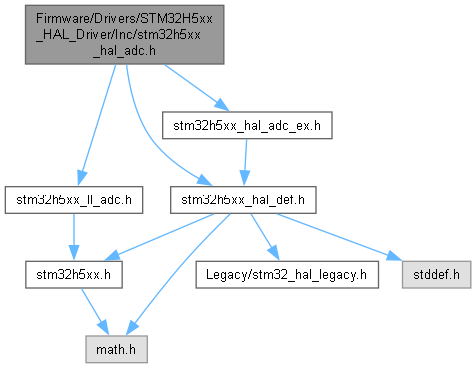 Firmware/Drivers/STM32H5xx
_HAL_Driver/Inc/stm32h5xx
_hal_adc.h
stm32h5xx_hal_adc_ex.h
stm32h5xx_ll_adc.h
stm32h5xx_hal_def.h
stm32h5xx.h
Legacy/stm32_hal_legacy.h
stddef.h
math.h